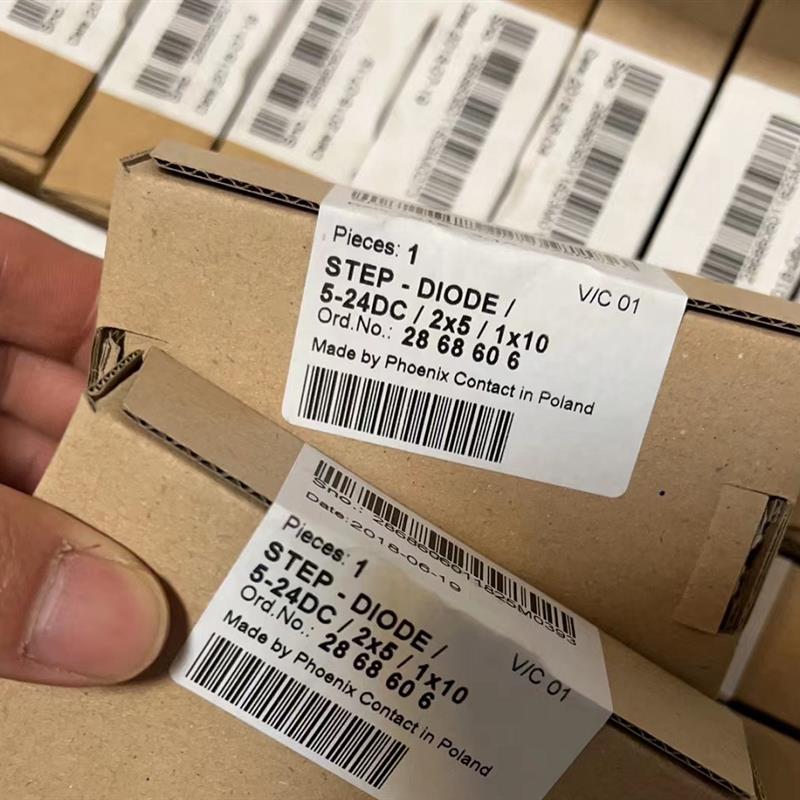 Pieces: 1
STEP - DIODE /
5-24DC / 2x5 / 1x10
V/C 01
Ord.No.: 28 68 60 6
Made by Phoenix Contact in Poland
Sno.: 2868606011825M0393
Date:2018-06-19
Pieces: 1
STEP - DIODE /
5-24DC / 2x5 / 1x10
V/C 01
Ord.No.: 28 68 60 6
Made by Phoenix Contact in Poland